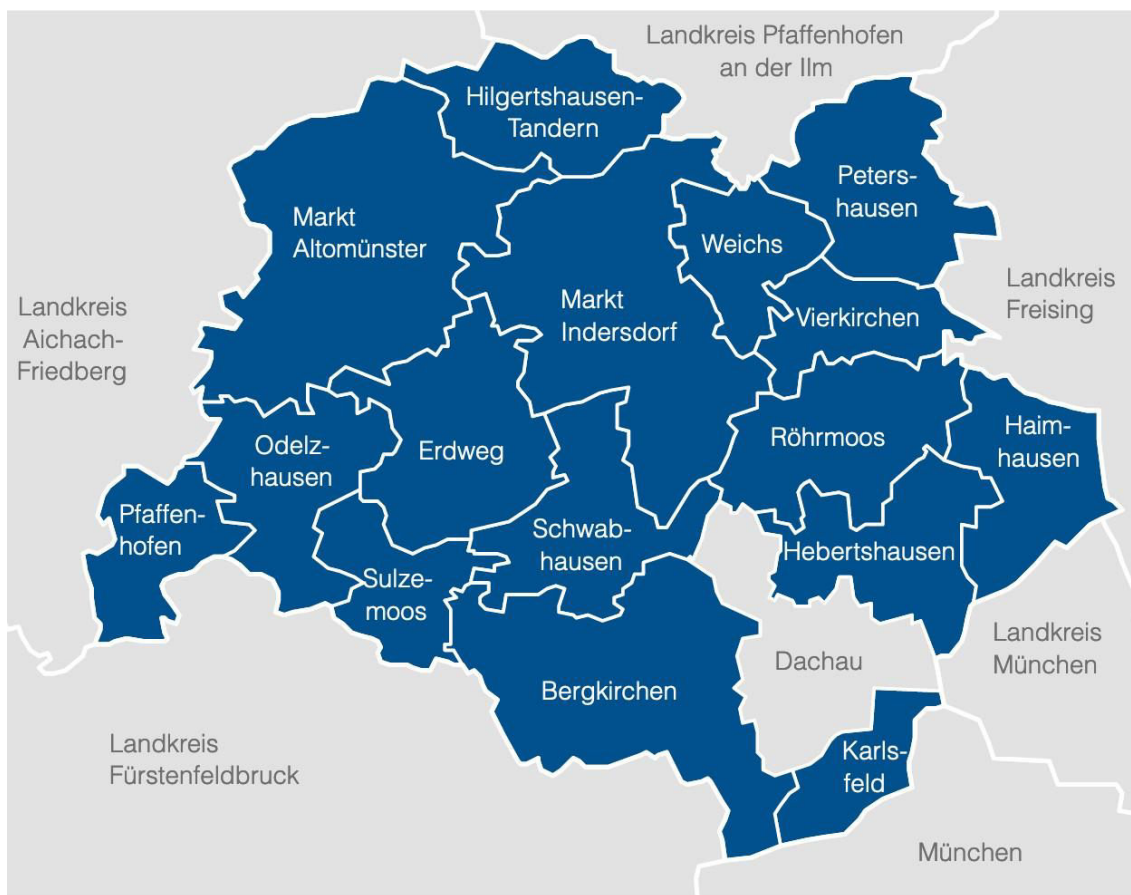 Landkreis Pfaffenhofen
an der Ilm
Hilgertshausen-
Tandern
Peters-
hausen
Markt
Altomünster
Weichs
Landkreis
Freising
Landkreis
Aichach-
Friedberg
Markt
Indersdorf
Vierkirchen
Odelz-
hausen
Erdweg
Röhrmoos
Haim-
hausen
Pfaffen-
hofen
Schwab-
hausen
Hebertshausen
Sulze-
moos
Landkreis
München
Dachau
Bergkirchen
Landkreis
Fürstenfeldbruck
Karls-
feld
München